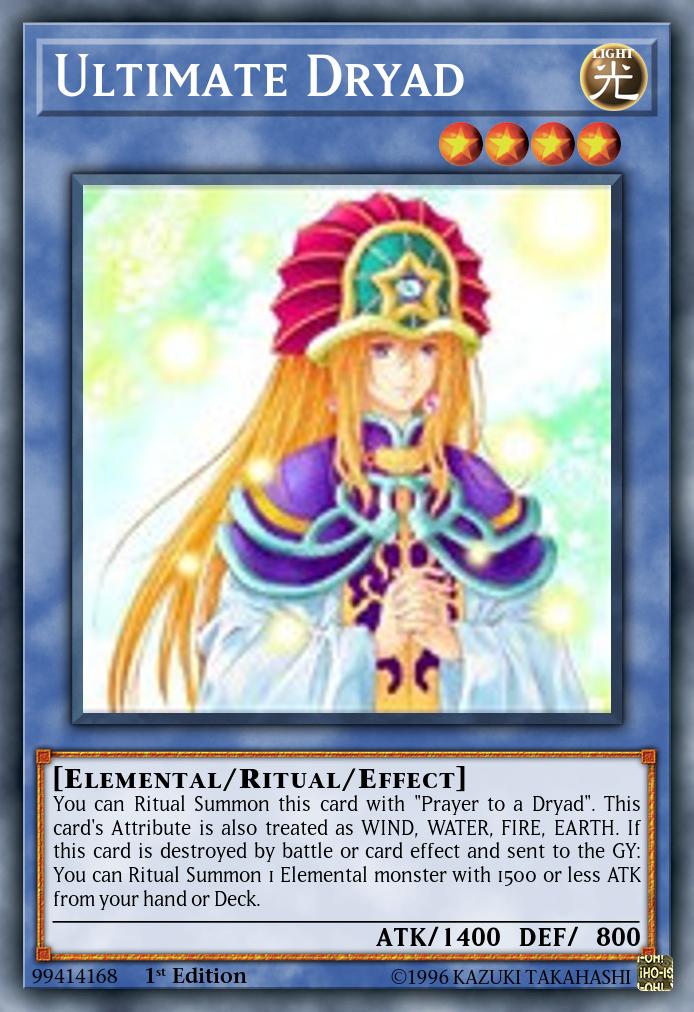 Ultimate Dryad
LIGHT
光
[Elemental/Ritual/Effect]
You can Ritual Summon this card with "Prayer to a Dryad". This
card's Attribute is also treated as WIND, WATER, FIRE, EARTH. If
this card is destroyed by battle or card effect and sent to the GY:
You can Ritual Summon 1 Elemental monster with 1500 or less ATK
from your hand or Deck.
ATK/1400 DEF/ 800
99414168 1st Edition ©1996 KAZUKI TAKAHASHI